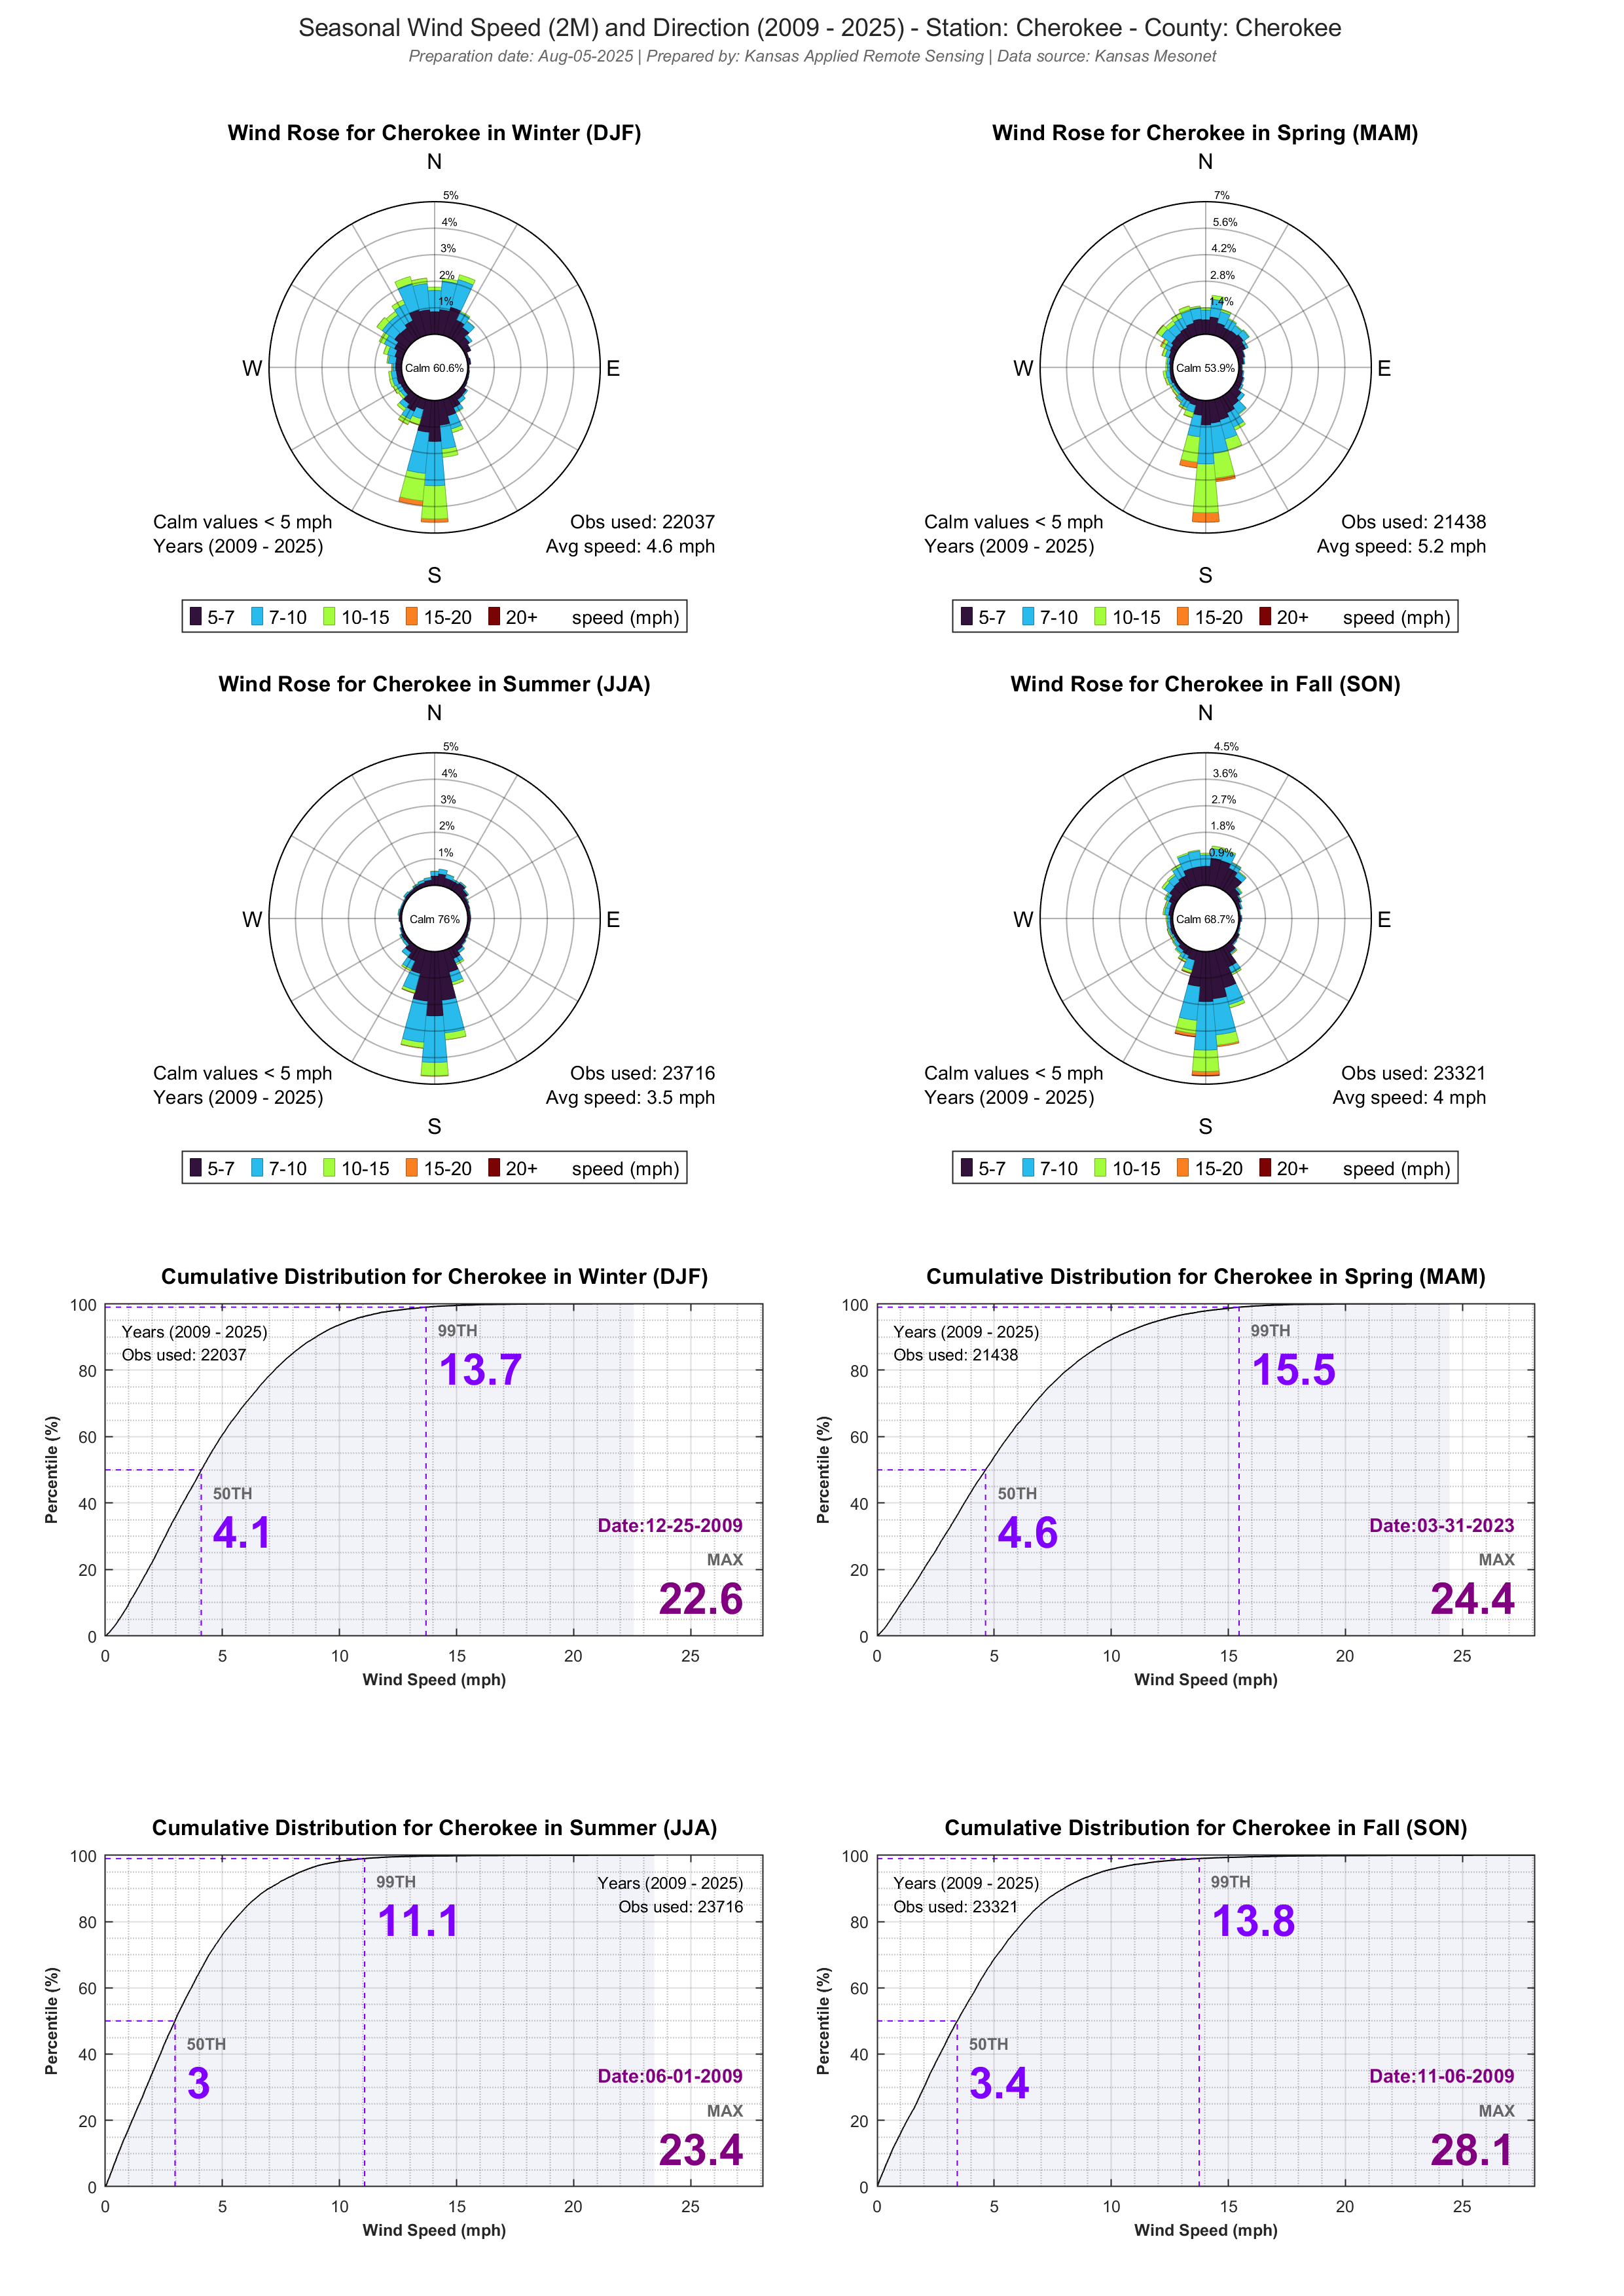 Seasonal Wind Speed (2M) and Direction (2009 - 2025) - Station: Cherokee - County: Cherokee
Preparation date: Aug-05-2025 | Prepared by: Kansas Applied Remote Sensing | Data source: Kansas Mesonet
Wind Rose for Cherokee in Winter (DJF)
N
5%
4%
3%
2%
1%
W
Calm 60.6%
E
Calm values < 5 mph
Years (2009 - 2025)
Obs used: 22037
Avg speed: 4.6 mph
S
5-7 7-10 10-15 15-20 20+ speed (mph)
Wind Rose for Cherokee in Spring (MAM)
N
7%
5.6%
4.2%
2.8%
1.4%
W
Calm 53.9%
E
Calm values < 5 mph
Years (2009 - 2025)
Obs used: 21438
Avg speed: 5.2 mph
S
5-7 7-10 10-15 15-20 20+ speed (mph)
Wind Rose for Cherokee in Summer (JJA)
N
5%
4%
3%
2%
1%
W
Calm 76%
E
Calm values < 5 mph
Years (2009 - 2025)
Obs used: 23716
Avg speed: 3.5 mph
S
5-7 7-10 10-15 15-20 20+ speed (mph)
Wind Rose for Cherokee in Fall (SON)
N
4.5%
3.6%
2.7%
1.8%
0.9%
W
Calm 68.7%
E
Calm values < 5 mph
Years (2009 - 2025)
Obs used: 23321
Avg speed: 4 mph
S
5-7 7-10 10-15 15-20 20+ speed (mph)
Cumulative Distribution for Cherokee in Winter (DJF)
100
80
60
40
20
0
Percentile (%)
Years (2009 - 2025)
Obs used: 22037
99TH
13.7
50TH
4.1
Date:12-25-2009
MAX
22.6
0 5 10 15 20 25
Wind Speed (mph)
Cumulative Distribution for Cherokee in Spring (MAM)
100
80
60
40
20
0
Percentile (%)
Years (2009 - 2025)
Obs used: 21438
99TH
15.5
50TH
4.6
Date:03-31-2023
MAX
24.4
0 5 10 15 20 25
Wind Speed (mph)
Cumulative Distribution for Cherokee in Summer (JJA)
100
80
60
40
20
0
Percentile (%)
99TH
11.1
Years (2009 - 2025)
Obs used: 23716
50TH
3
Date:06-01-2009
MAX
23.4
0 5 10 15 20 25
Wind Speed (mph)
Cumulative Distribution for Cherokee in Fall (SON)
100
80
60
40
20
0
Percentile (%)
Years (2009 - 2025)
Obs used: 23321
99TH
13.8
50TH
3.4
Date:11-06-2009
MAX
28.1
0 5 10 15 20 25
Wind Speed (mph)